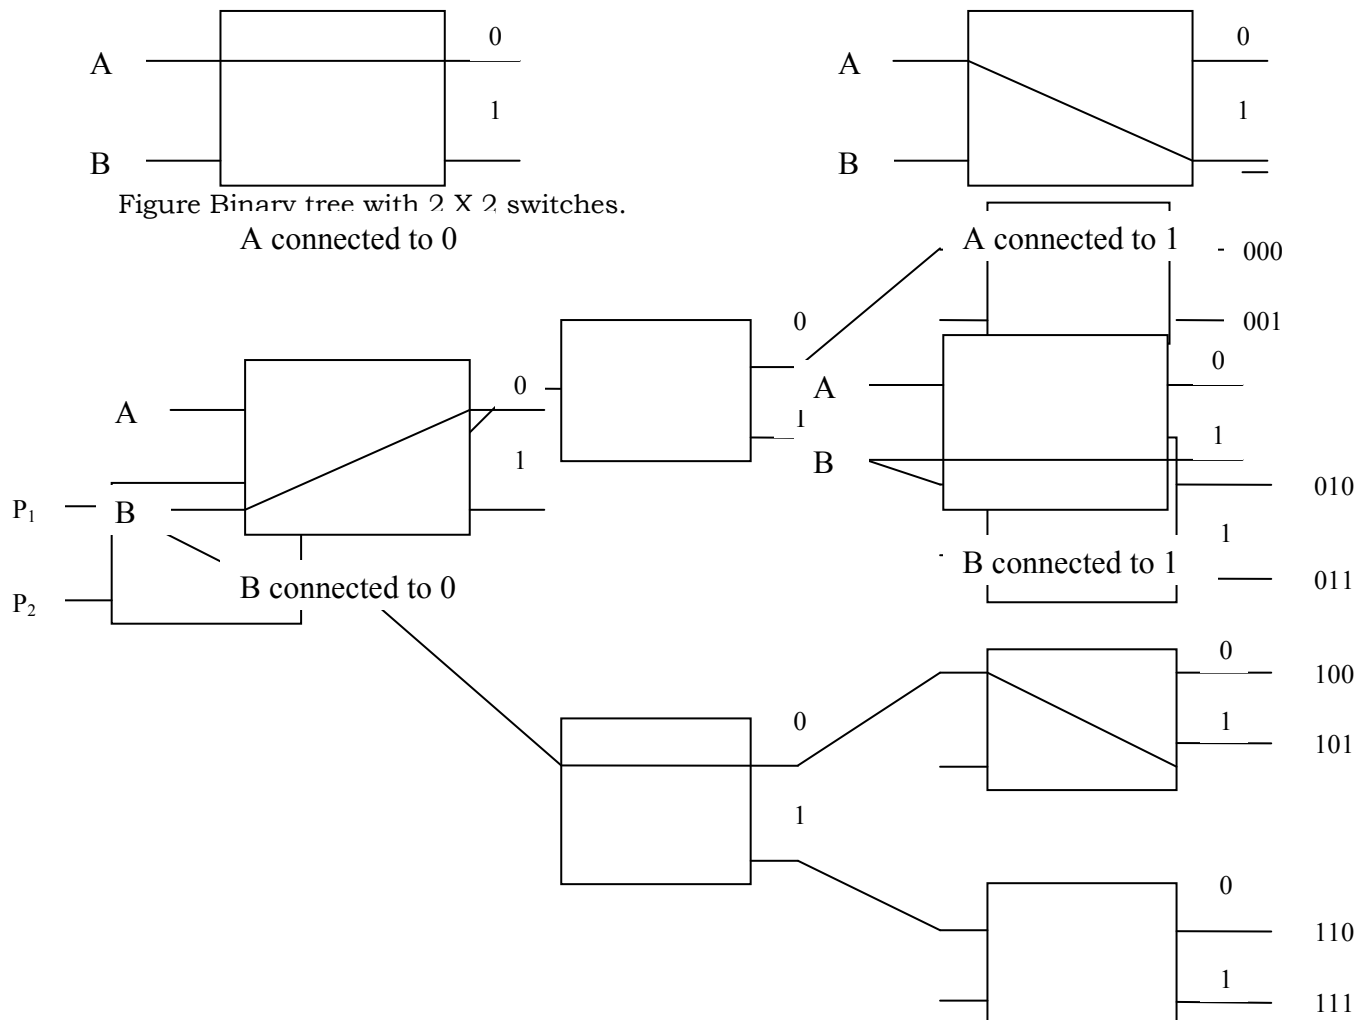 0
0
A
A
1
1
B
B
Figure Binary tree with 2 X 2 switches.
A connected to 0
A connected to 1
000
0
001
0
0
A
A
1
1
1
B
010
P1
B
1
B connected to 1
011
B connected to 0
P2
0
100
0
1
101
1
0
110
1
111